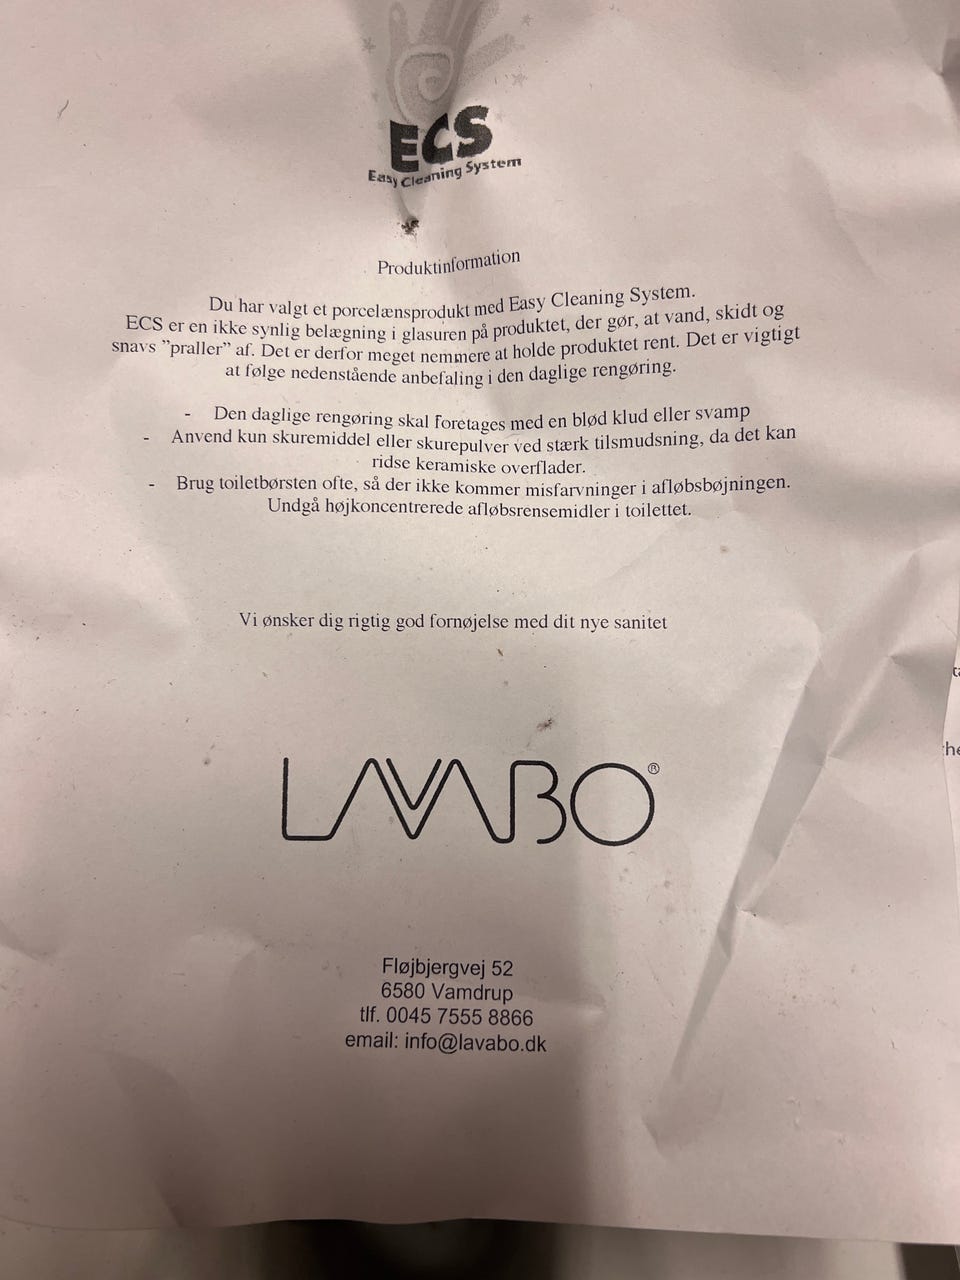 ECS
Easy Cleaning System
Produktinformation
Du har valgt et porcelænsprodukt med Easy Cleaning System.
ECS er en ikke synlig belægning i glasuren på produktet, der gør, at vand, skidt og
snavs ”praller” af. Det er derfor meget nemmere at holde produktet rent. Det er vigtigt
at følge nedenstående anbefaling i den daglige rengøring.
- Den daglige rengøring skal foretages med en blød klud eller svamp
- Anvend kun skuremiddel eller skurepulver ved stærk tilsmudsning, da det kan
ridse keramiske overflader.
- Brug toiletbørsten ofte, så der ikke kommer misfarvninger i afløbsbøjningen.
Undgå højkoncentrerede afløbsrensemidler i toilettet.
Vi ønsker dig rigtig god fornøjelse med dit nye sanitet
LAVABO®
Fløjbjergvej 52
6580 Vamdrup
tlf. 0045 7555 8866
email: info@lavabo.dk